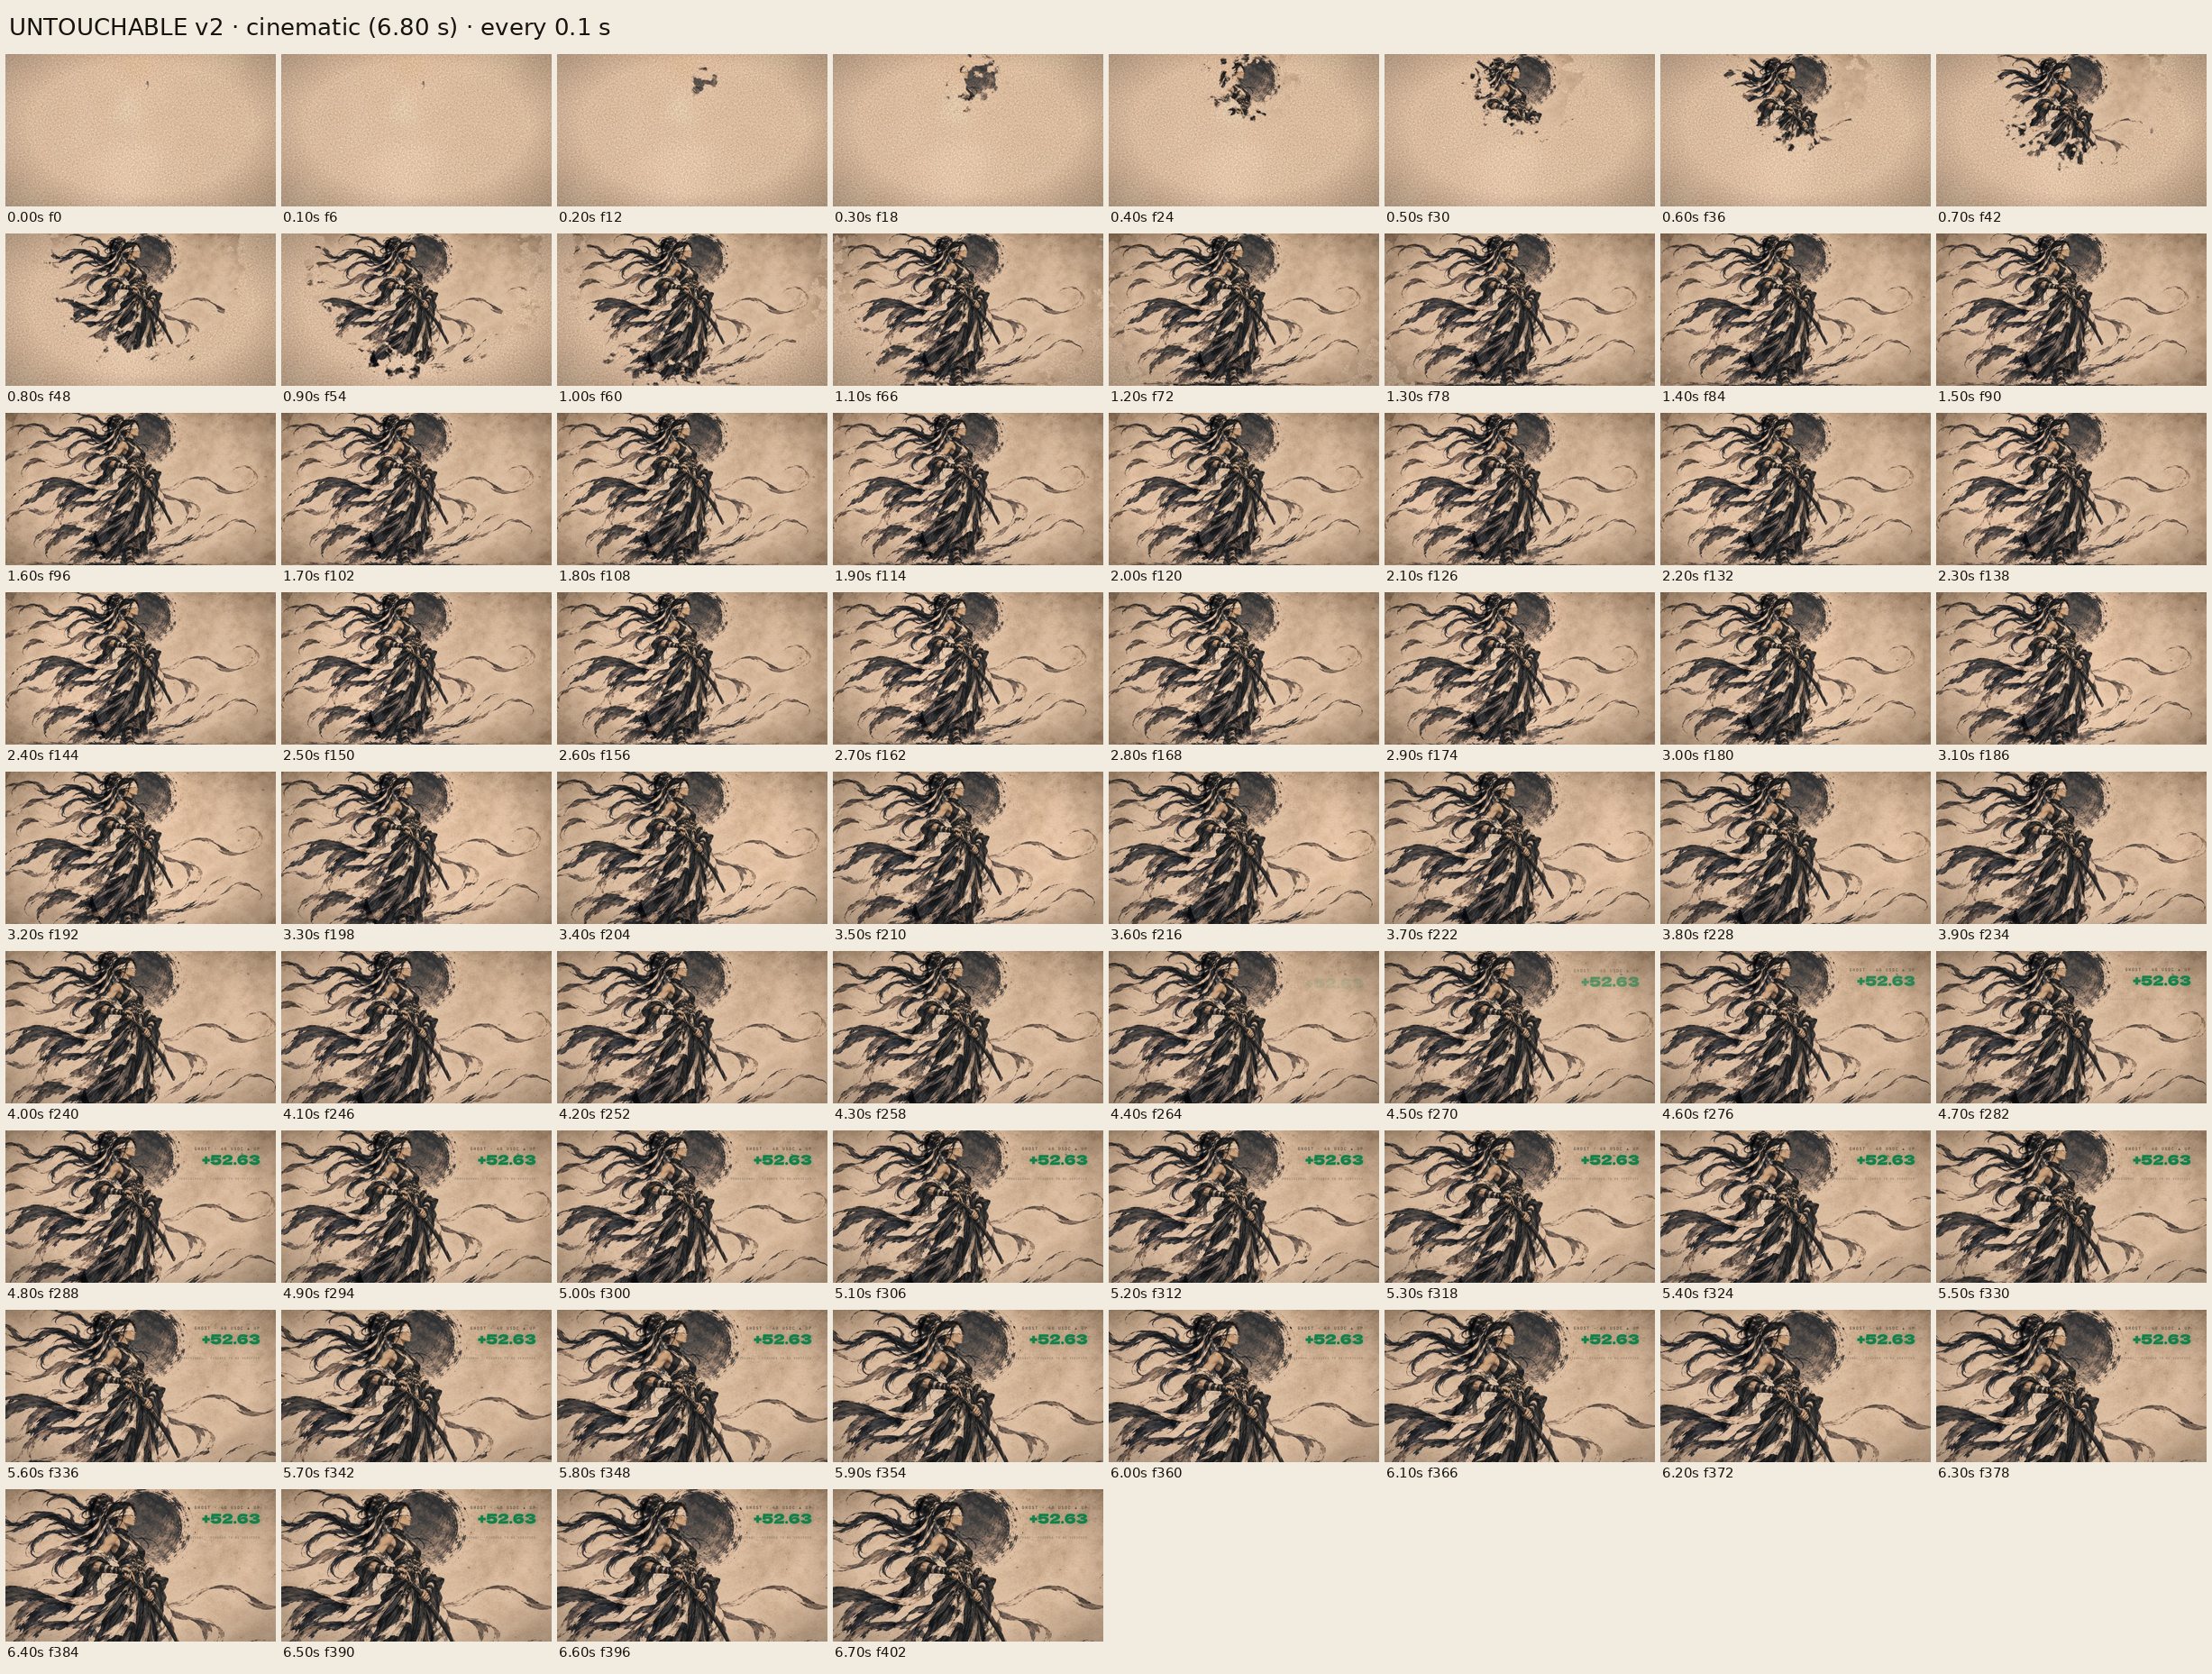 UNTOUCHABLE v2 · cinematic (6.80 s) · every 0.1 s
0.00s f0 0.10s f6 0.20s f12 0.30s f18 0.40s f24 0.50s f30 0.60s f36 0.70s f42
0.80s f48 0.90s f54 1.00s f60 1.10s f66 1.20s f72 1.30s f78 1.40s f84 1.50s f90
1.60s f96 1.70s f102 1.80s f108 1.90s f114 2.00s f120 2.10s f126 2.20s f132 2.30s f138
2.40s f144 2.50s f150 2.60s f156 2.70s f162 2.80s f168 2.90s f174 3.00s f180 3.10s f186
3.20s f192 3.30s f198 3.40s f204 3.50s f210 3.60s f216 3.70s f222 3.80s f228 3.90s f234
+52.63 +52.63 +52.63 +52.63
4.00s f240 4.10s f246 4.20s f252 4.30s f258 4.40s f264 4.50s f270 4.60s f276 4.70s f282
+52.63 +52.63 +52.63 +52.63 +52.63 +52.63 +52.63 +52.63
4.80s f288 4.90s f294 5.00s f300 5.10s f306 5.20s f312 5.30s f318 5.40s f324 5.50s f330
+52.63 +52.63 +52.63 +52.63 +52.63 +52.63 +52.63 +52.63
5.60s f336 5.70s f342 5.80s f348 5.90s f354 6.00s f360 6.10s f366 6.20s f372 6.30s f378
+52.63 +52.63 +52.63 +52.63
6.40s f384 6.50s f390 6.60s f396 6.70s f402